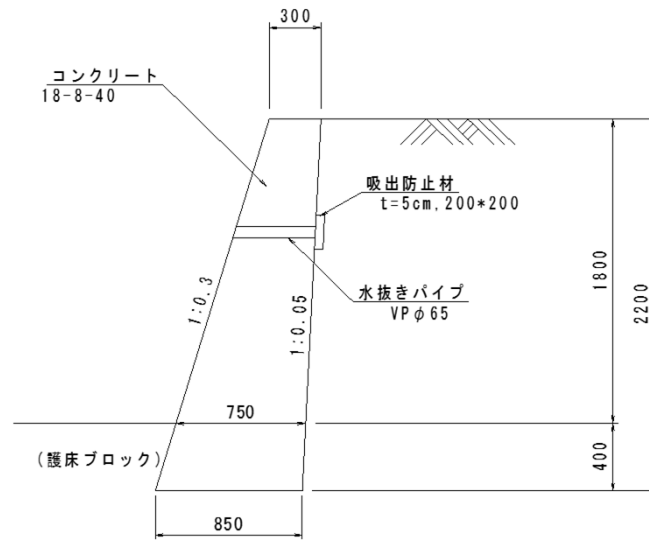 300
コンクリート
18-8-40
吸出防止材
t=5cm,200*200
水抜きパイプ
VPφ65
1:0.3
1:0.05
1800
2200
750
(護床ブロック)
400
850